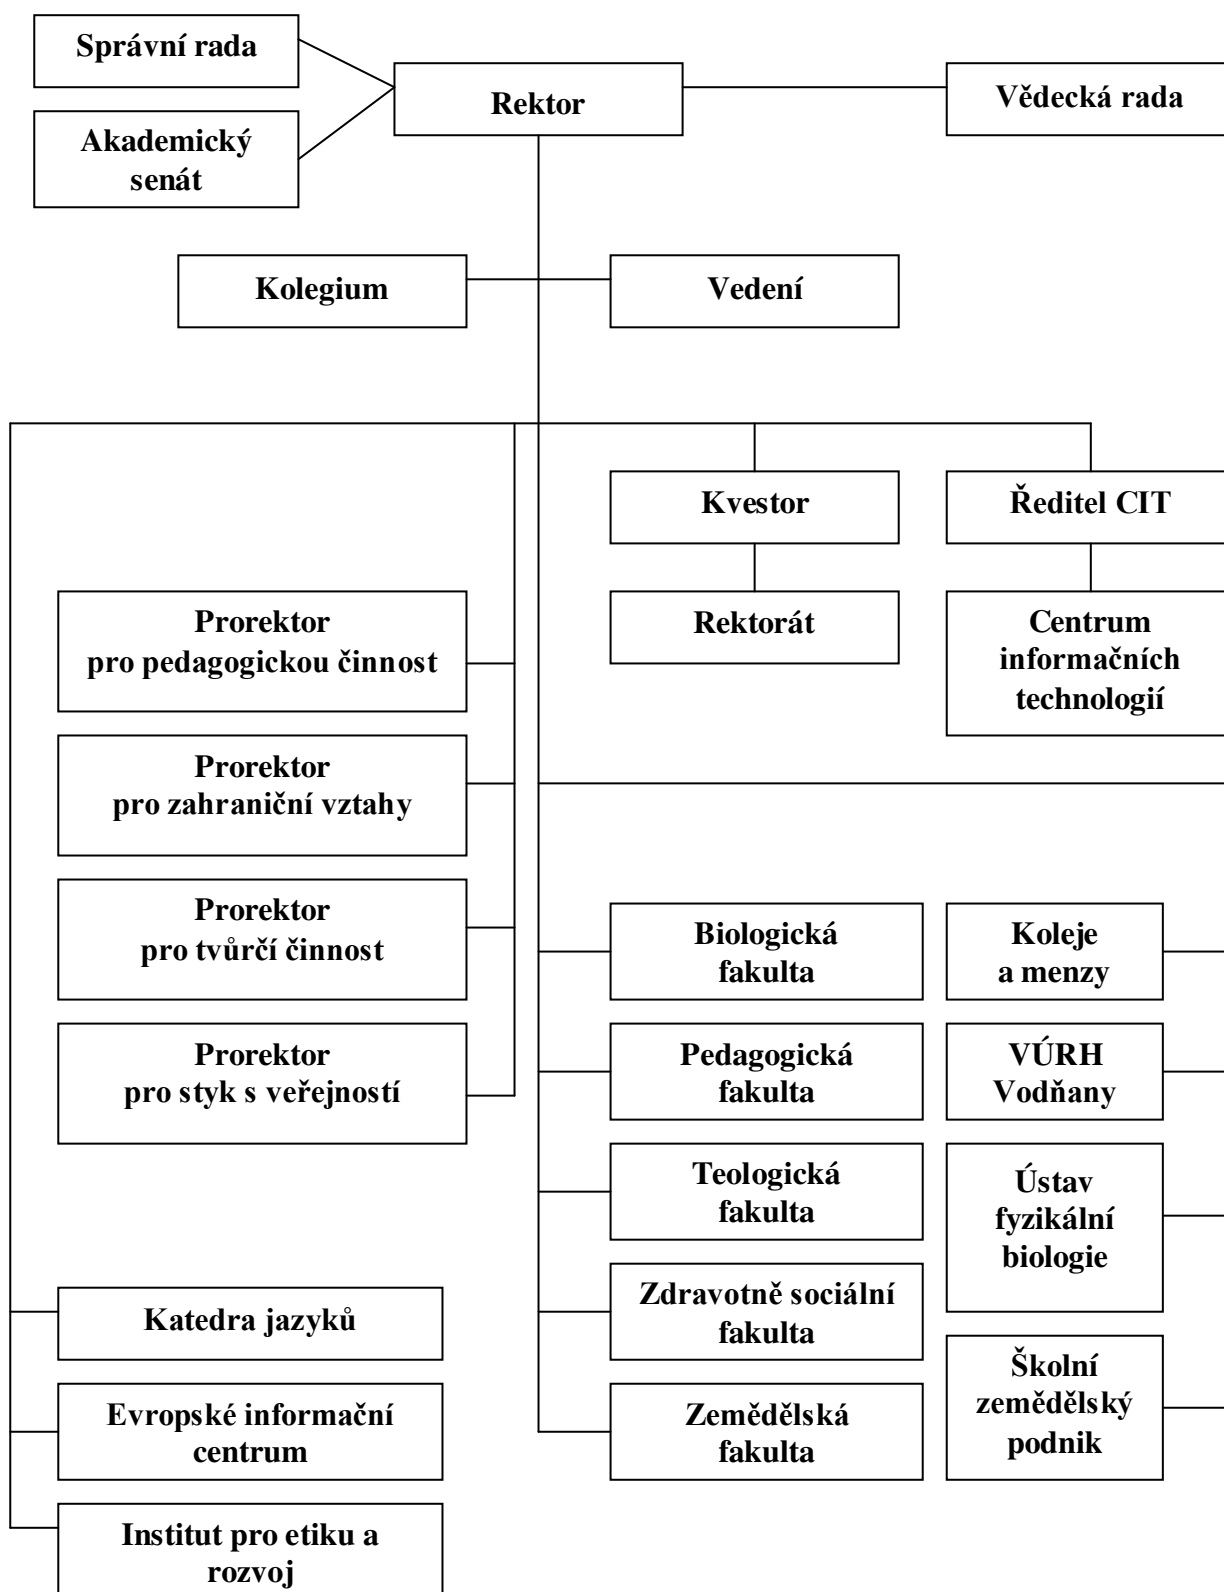 Správní rada
Akademický
senát
Rektor
Vědecká rada
Kolegium
Vedení
Kvestor
Ředitel CIT
Rektorát
Centrum
informačních
technologií
Prorektor
pro pedagogickou činnost
Prorektor
pro zahraniční vztahy
Prorektor
pro tvůrčí činnost
Prorektor
pro styk s veřejností
Biologická
fakulta
Pedagogická
fakulta
Teologická
fakulta
Zdravotně sociální
fakulta
Zemědělská
fakulta
Koleje
a menzy
VÚRH
Vodňany
Ústav
fyzikální
biologie
Školní
zemědělský
podnik
Katedra jazyků
Evropské informační
centrum
Institut pro etiku a
rozvoj